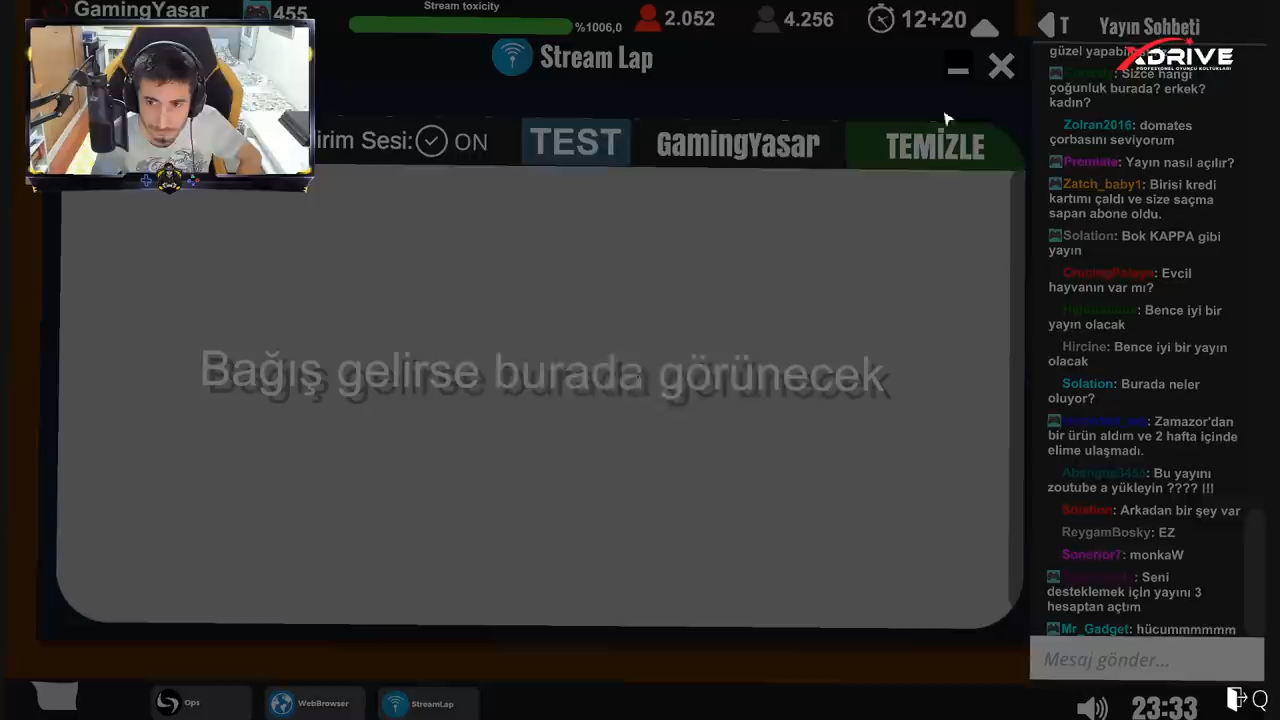 GamingYasar
455
Stream toxicity
%1006,0
2.052
4.256
12+20
T
Yayın Sohbeti
XDRIVE
PROFESYONEL OYUNCU KOLTUKLARI
Stream Lap
irim Sesi: ON
TEST
GamingYasar
TEMİZLE
Bağış gelirse burada görünecek
güzel yapabi
Sizce hangi
çoğunluk burada? erkek?
kadın?
Zolran2016: domates
çorbasını seviyorum
Premiate: Yayın nasıl açılır?
Zatch_baby1: Birisi kredi
kartımı çaldı ve size saçma
sapan abone oldu.
Solation: Bok KAPPA gibi
yayın
: Evcil
hayvanın var mı?
: Bence iyi bir
yayın olacak
Hircine: Bence iyi bir yayın
olacak
Solation: Burada neler
oluyor?
: Zamazor'dan
bir ürün aldım ve 2 hafta içinde
elime ulaşmadı.
: Bu yayını
zoutube a yükleyin ???? !!!
Solation: Arkadan bir şey var
ReygamBosky: EZ
Sonerior7: monkaW
: Seni
desteklemek için yayını 3
hesaptan açtım
Mr_Gadget: hücummmmmm
Mesaj gönder...
Ops
WebBrowser
StreamLap
23:33
Q